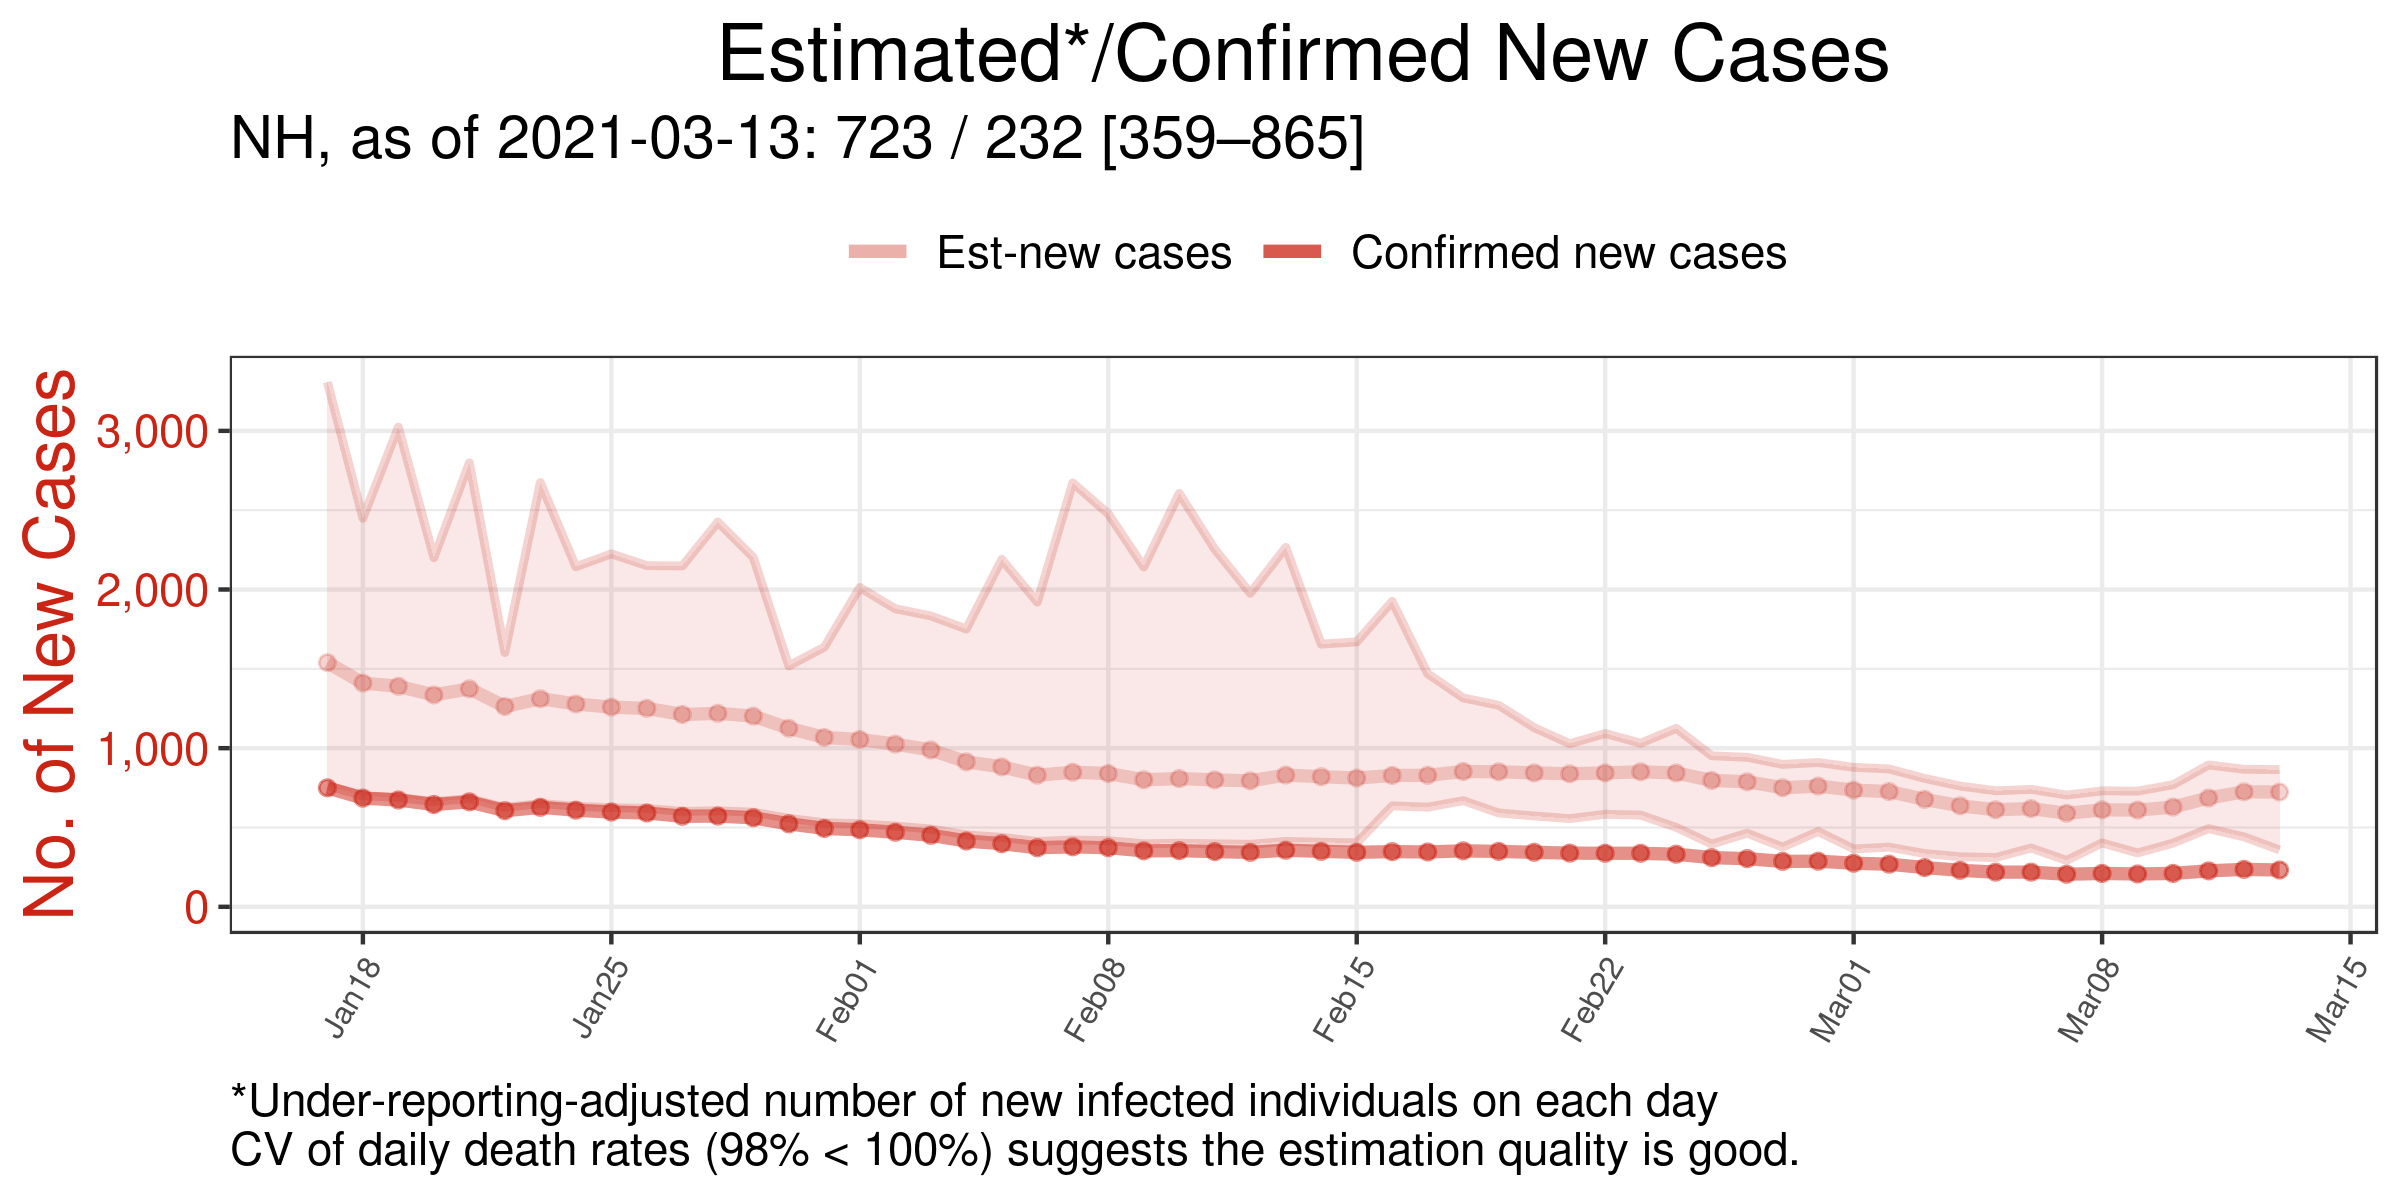 Estimated*/Confirmed New Cases
NH, as of 2021-03-13: 723 / 232 [359–865]
Est-new cases
Confirmed new cases
No. of New Cases
3,000
2,000
1,000
0
Jan18
Jan25
Feb01
Feb08
Feb15
Feb22
Mar01
Mar08
Mar15
*Under-reporting-adjusted number of new infected individuals on each day
CV of daily death rates (98% < 100%) suggests the estimation quality is good.